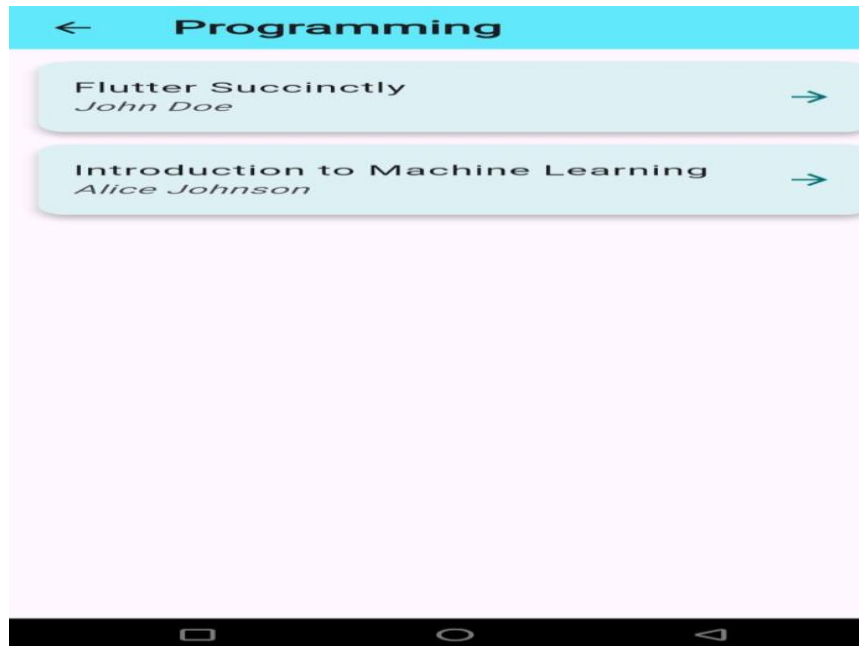 Programming
Flutter Succinctly
John Doe
Introduction to Machine Learning
Alice Johnson